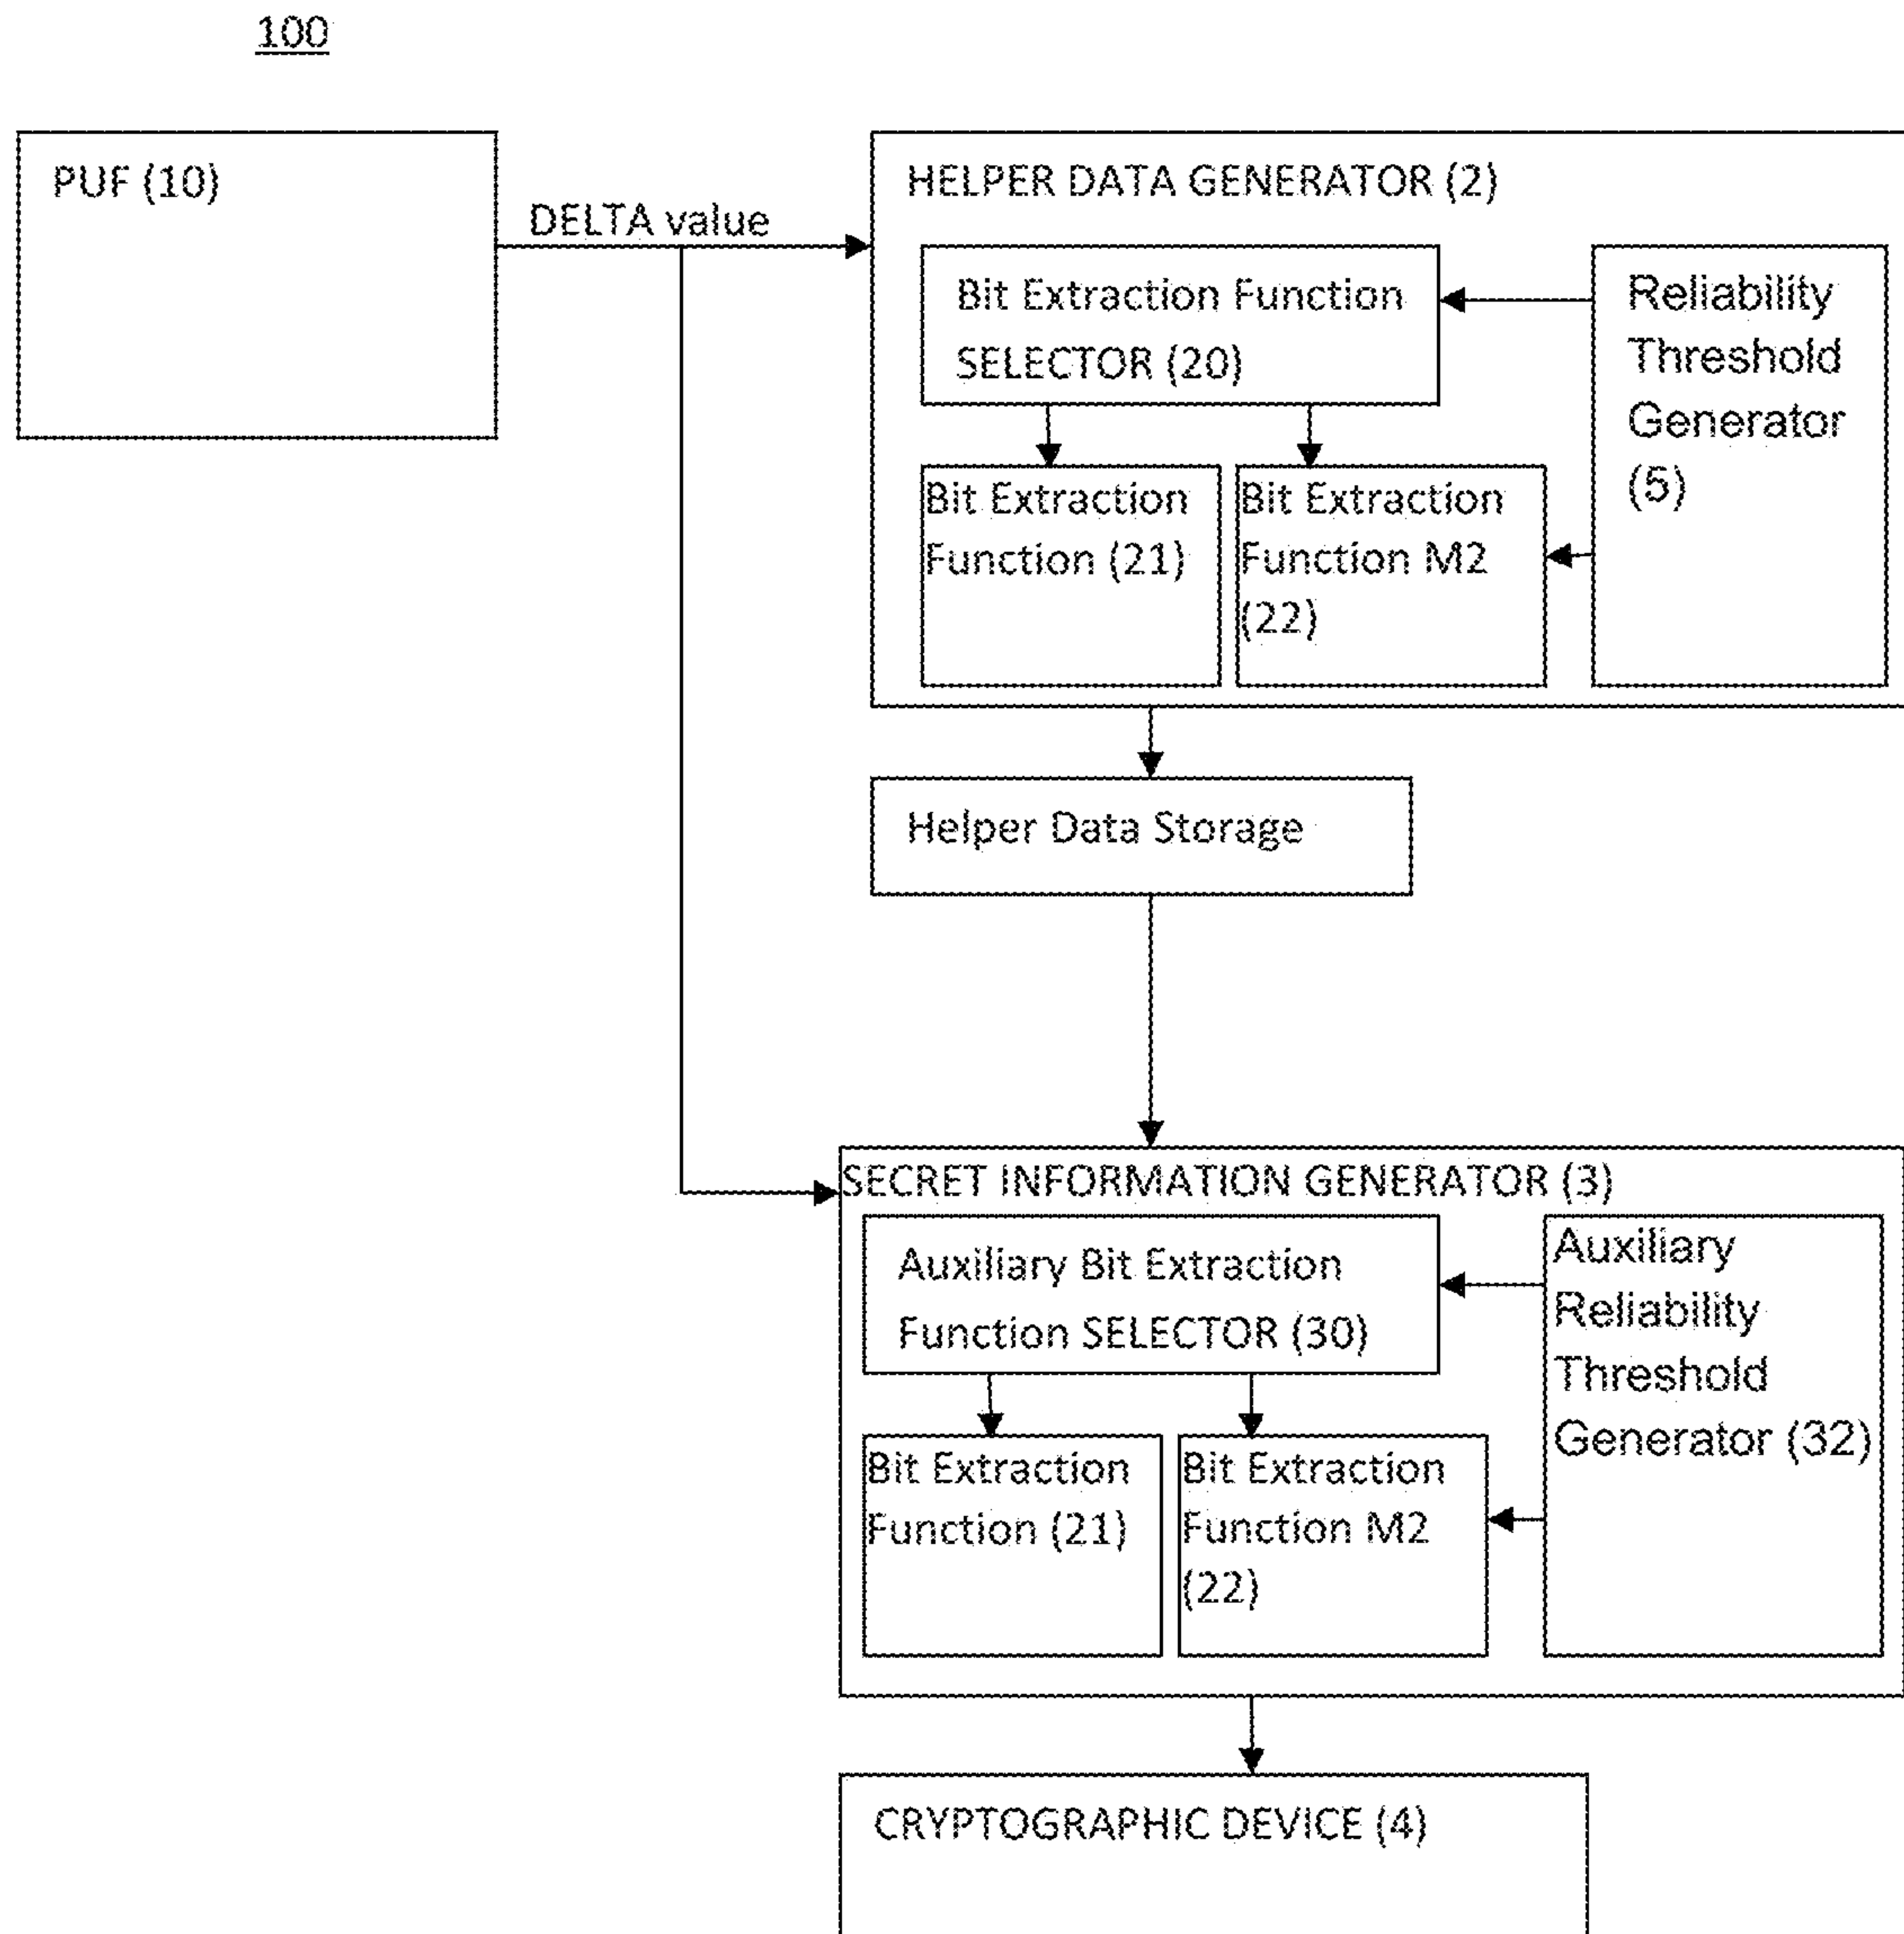 100
PUF (10)
DELTA value
HELPER DATA GENERATOR (2)
Bit Extraction Function
SELECTOR (20)
Reliability
Threshold
Generator
(5)
Bit Extraction
Function (21)
Bit Extraction
Function M2
(22)
Helper Data Storage
SECRET INFORMATION GENERATOR (3)
Auxiliary Bit Extraction
Function SELECTOR (30)
Auxiliary
Reliability
Threshold
Generator (32)
Bit Extraction
Function (21)
Bit Extraction
Function M2
(22)
CRYPTOGRAPHIC DEVICE (4)